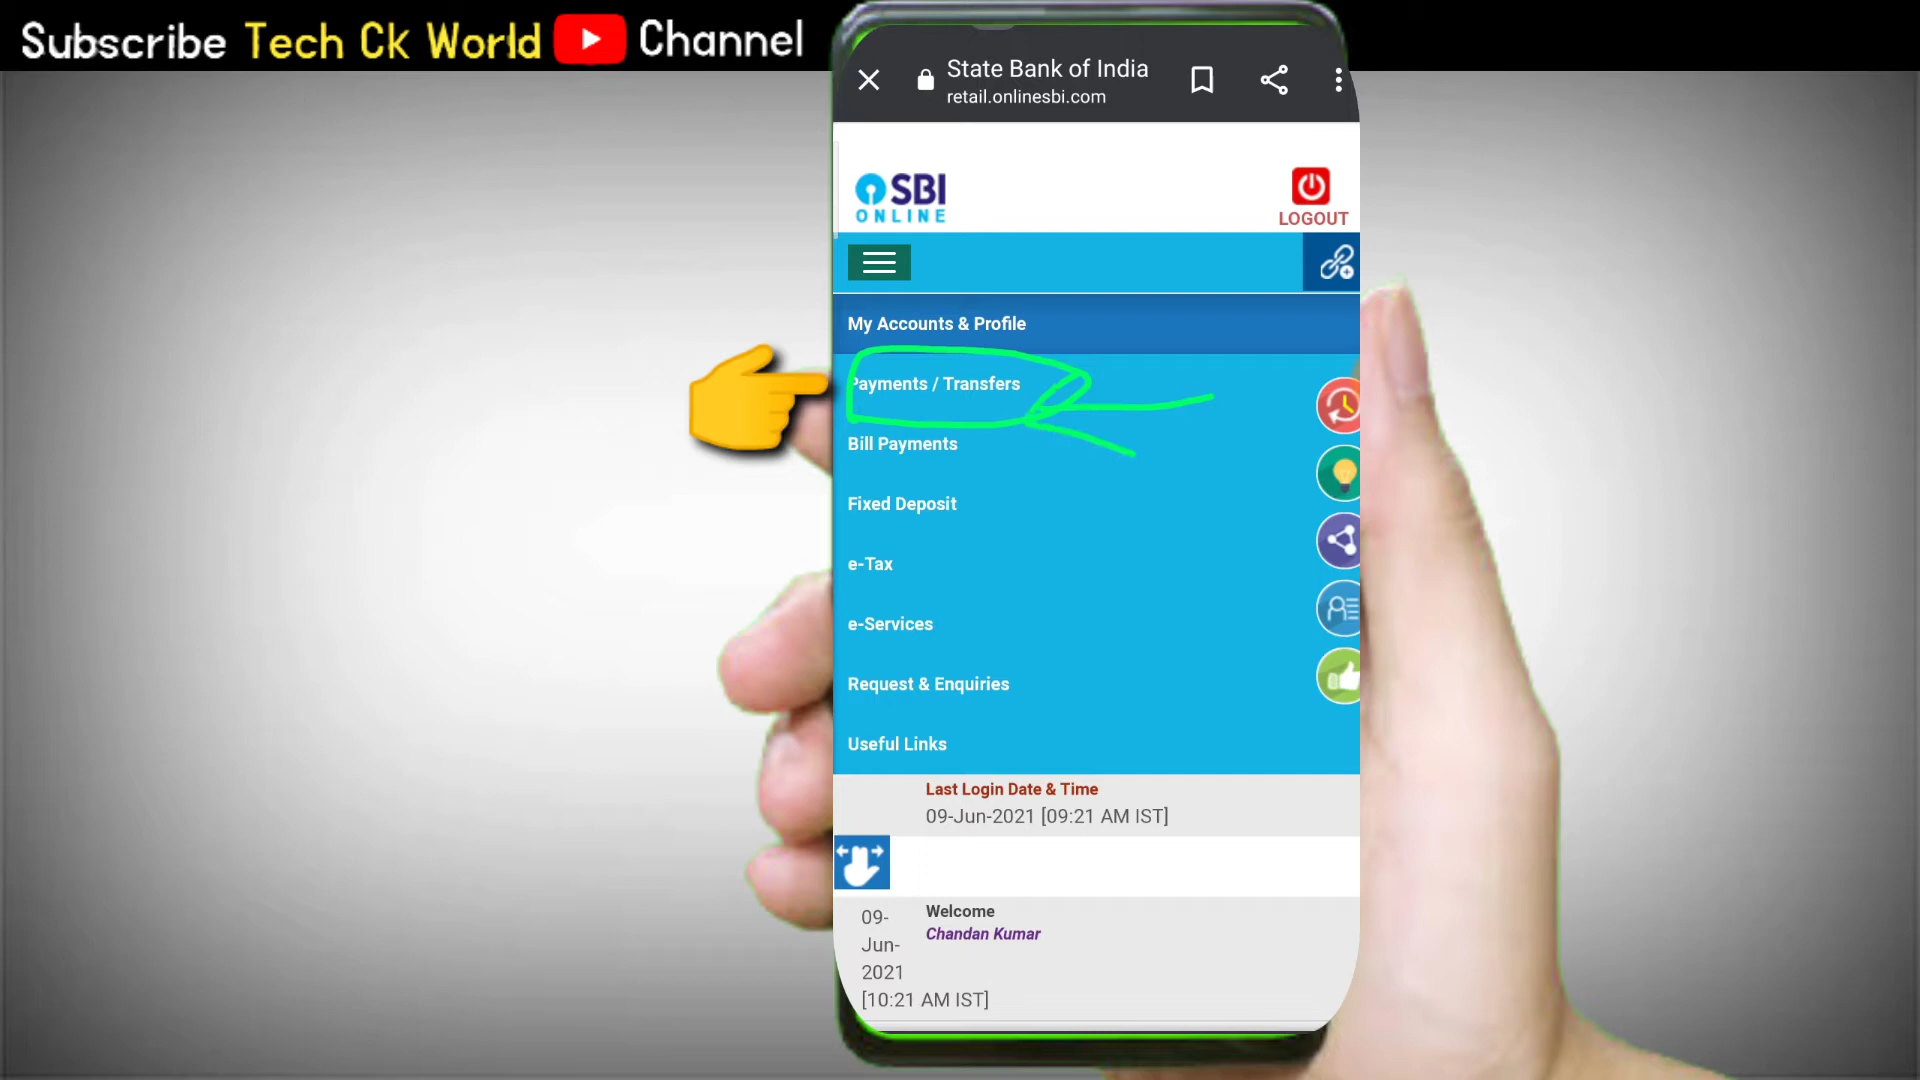 Subscribe Tech Ck World Channel
State Bank of India
retail.onlinesbi.com
SBI
ONLINE
LOGOUT
My Accounts & Profile
Payments / Transfers
Bill Payments
Fixed Deposit
e-Tax
e-Services
Request & Enquiries
Useful Links
Last Login Date & Time
09-Jun-2021 [09:21 AM IST]
Welcome
Chandan Kumar
09-
Jun-
2021
[10:21 AM IST]